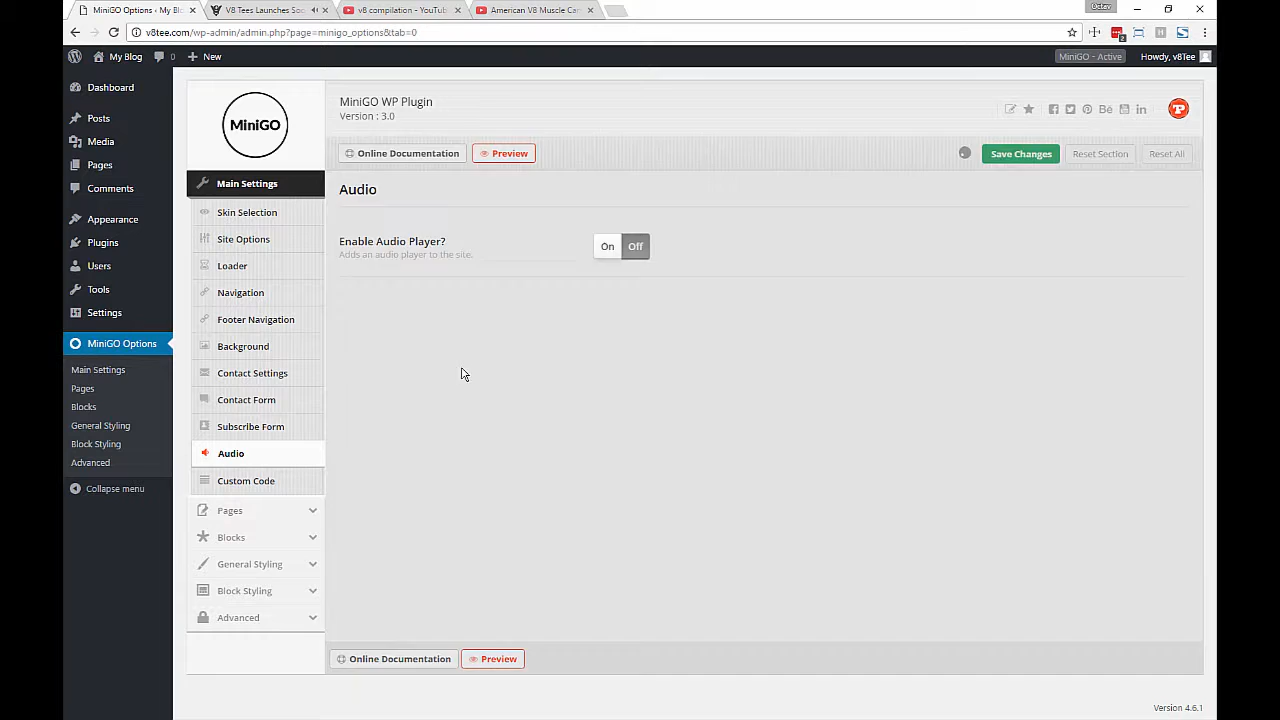 MiniGO Options ‹ My Blo
V8 Tees Launches Soo
v8 compilation - YouTub
American V8 Muscle Car
Octav
v8tee.com/wp-admin/admin.php?page=minigo_options&tab=0
My Blog
0
New
MiniGO - Active
Howdy, v8Tee
Dashboard
Posts
Media
Pages
Comments
Appearance
Plugins
Users
Tools
Settings
MiniGO Options
Main Settings
Pages
Blocks
General Styling
Block Styling
Advanced
Collapse menu
MiniGO
MiniGO WP Plugin
Version : 3.0
Online Documentation
Preview
Save Changes
Reset Section
Reset All
Main Settings
Skin Selection
Site Options
Loader
Navigation
Footer Navigation
Background
Contact Settings
Contact Form
Subscribe Form
Audio
Custom Code
Pages
Blocks
General Styling
Block Styling
Advanced
Audio
Enable Audio Player?
Adds an audio player to the site.
On
Off
Online Documentation
Preview
Version 4.6.1